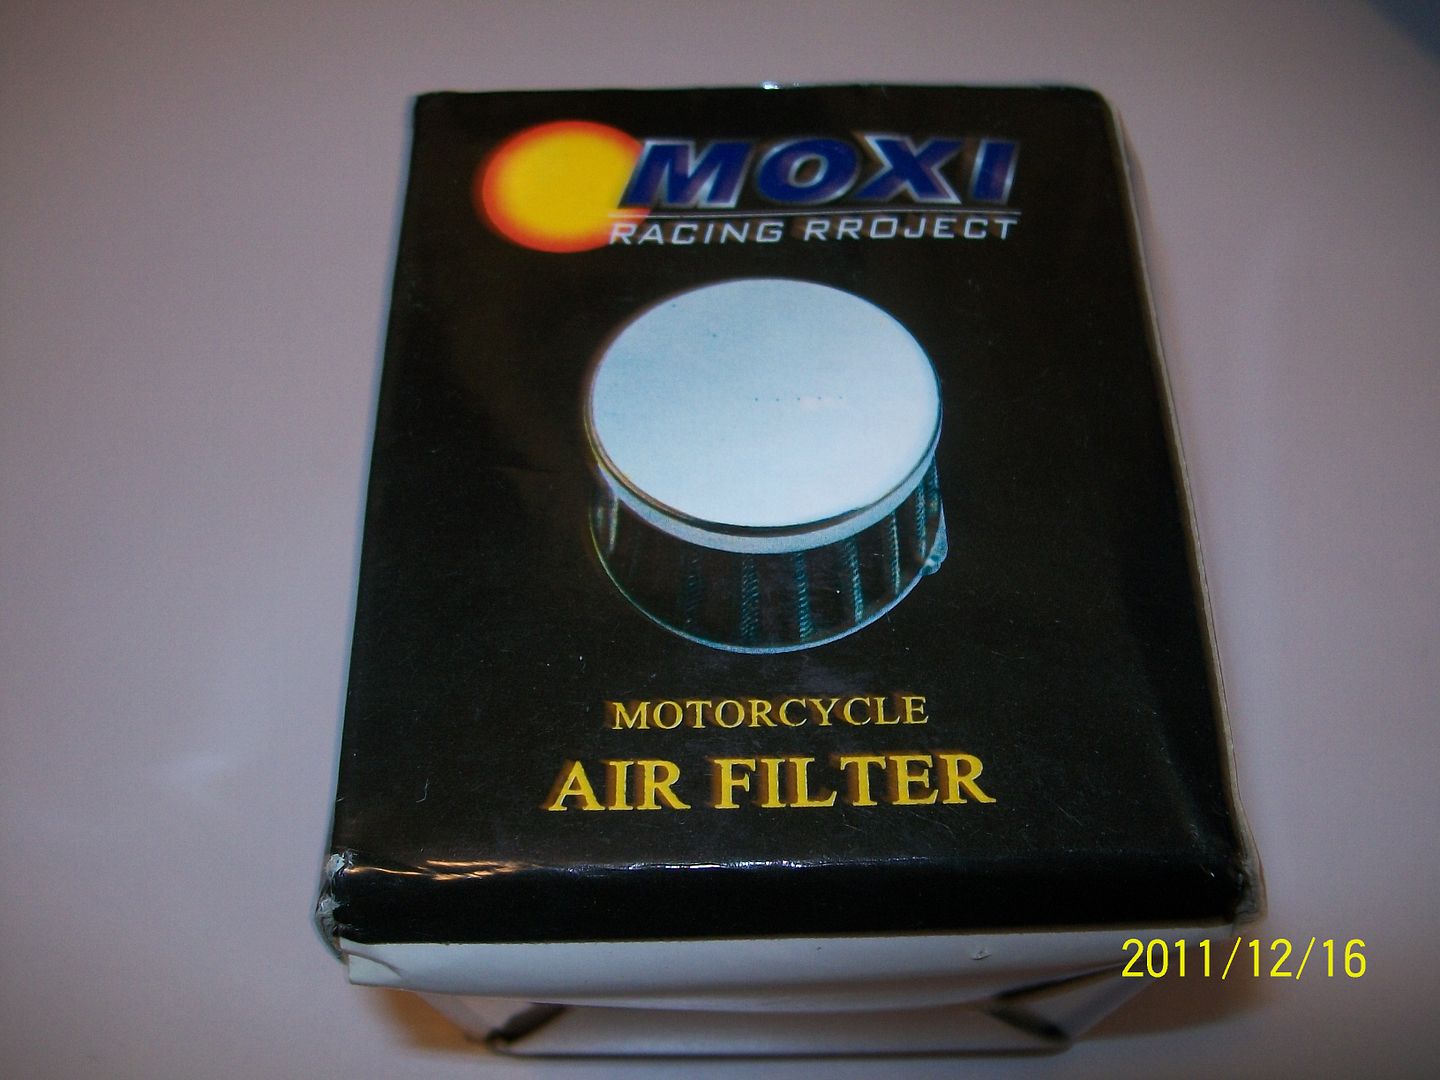 MOXI
RACING RROJECT
MOTORCYCLE
AIR FILTER
2011/12/16